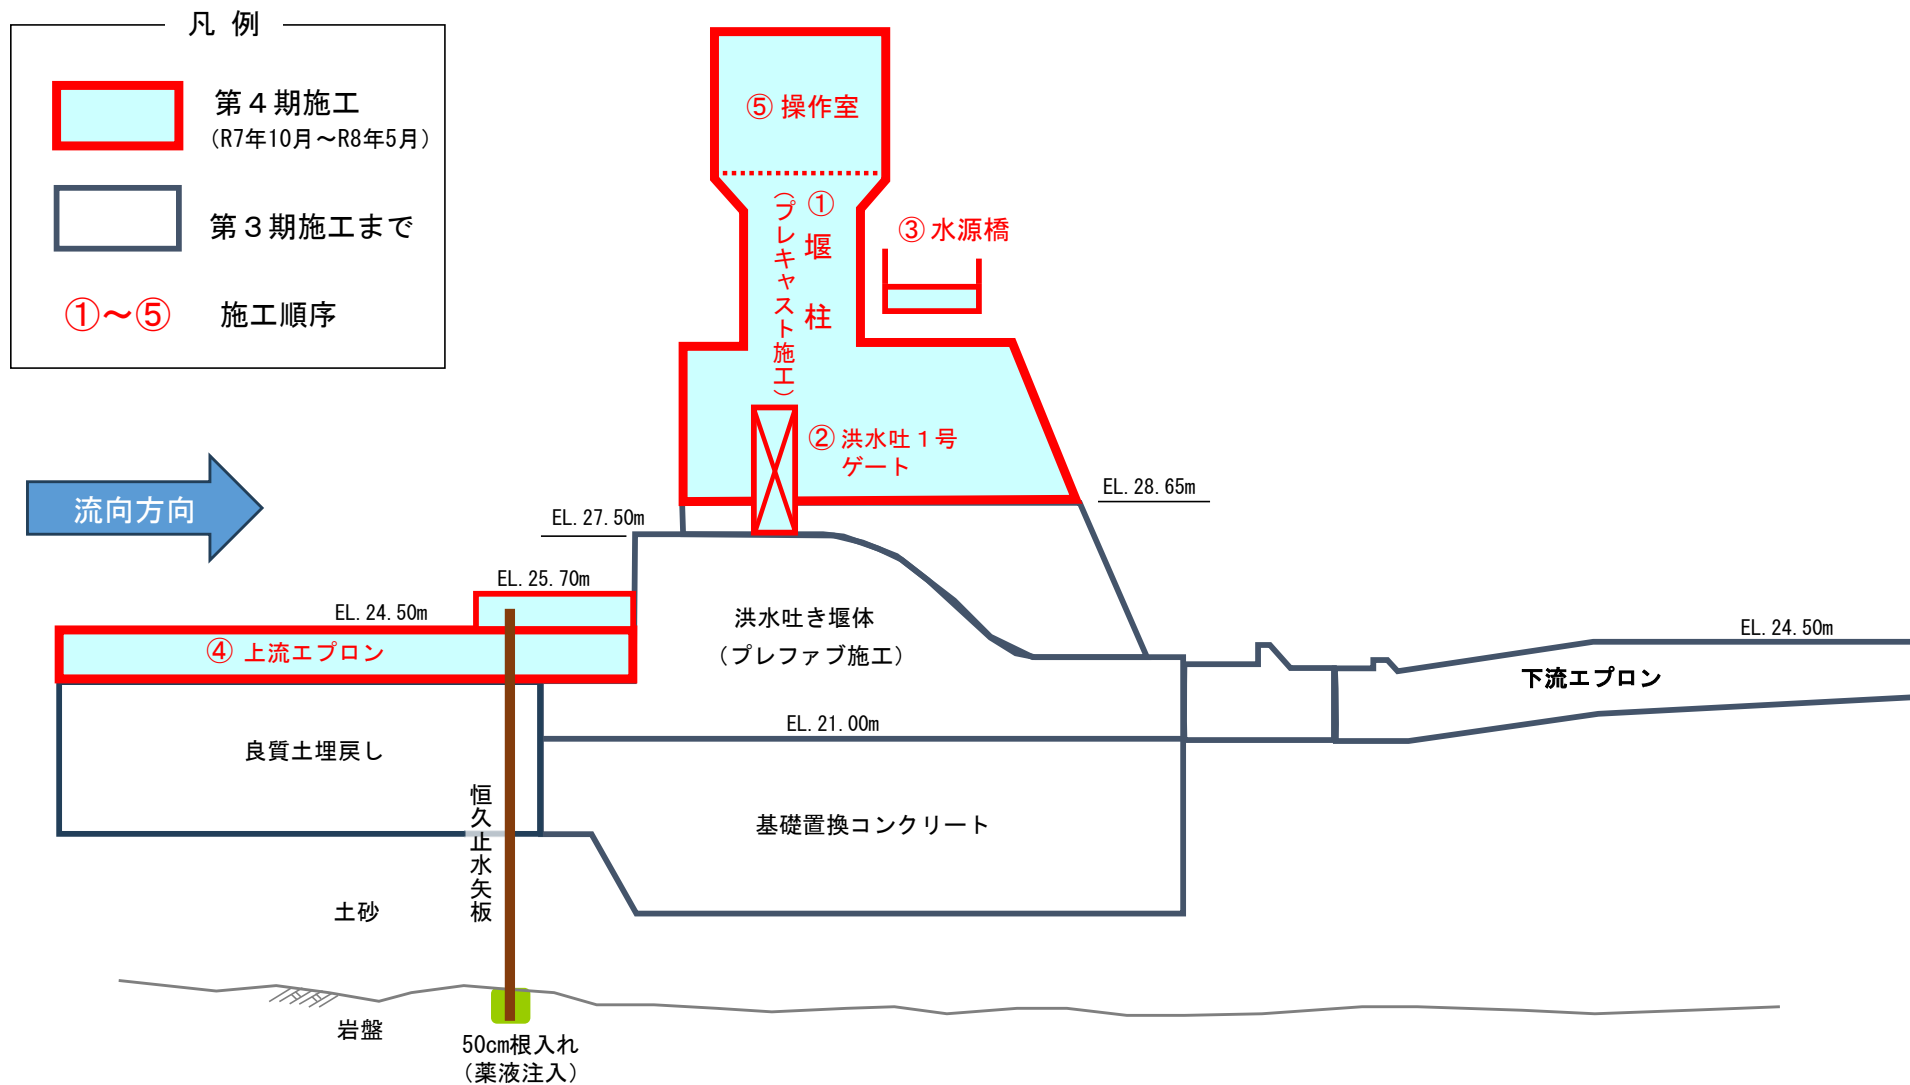 凡 例
第４期施工
(R7年10月～R8年5月)
第３期施工まで
①～⑤ 施工順序
⑤ 操作室
① 堰 柱
（プレキャスト施工）
③ 水源橋
② 洪水吐１号
ゲート
流向方向
EL.28.65m
EL.27.50m
EL.25.70m
EL.24.50m
④ 上流エプロン
洪水吐き堰体
（プレファブ施工）
EL.24.50m
下流エプロン
EL.21.00m
良質土埋戻し
恒久止水矢板
基礎置換コンクリート
土砂
岩盤
50cm根入れ
（薬液注入）